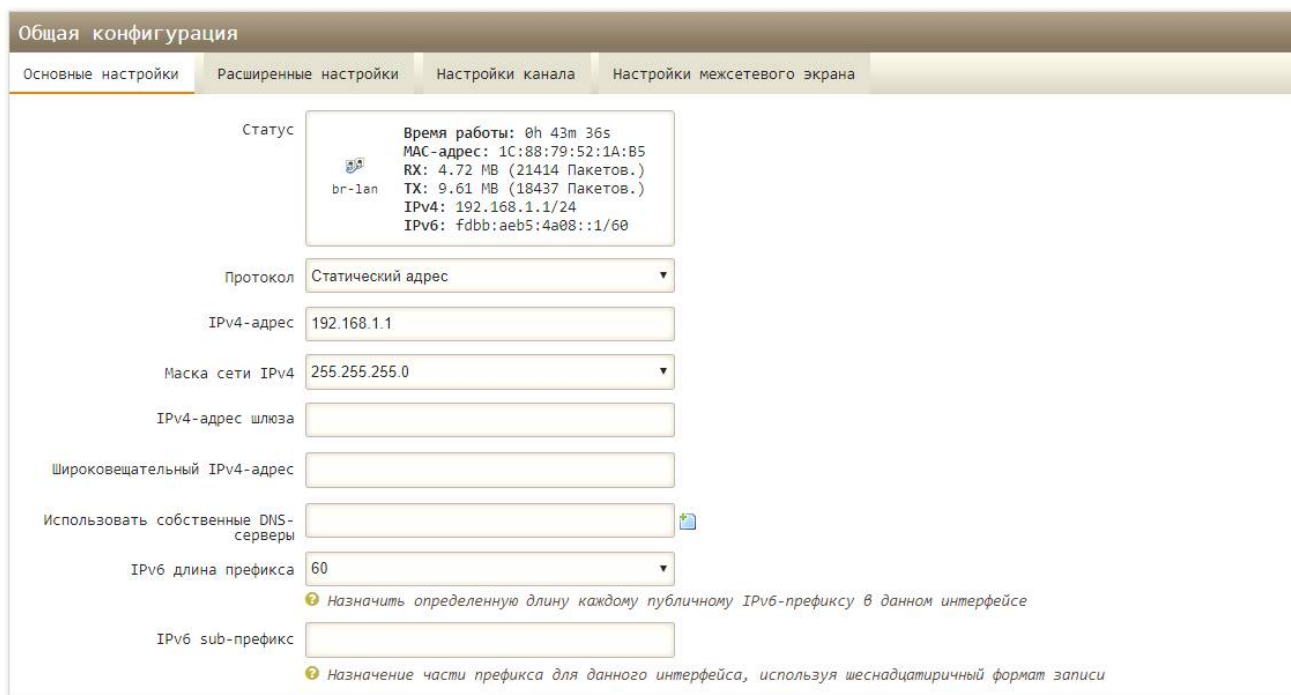 Общая конфигурация
Основные настройки Расширенные настройки Настройки канала Настройки межсетевого экрана
Статус
br-lan
Время работы: 0h 43m 36s
MAC-адрес: 1C:88:79:52:1A:B5
RX: 4.72 MB (21414 Пакетов.)
TX: 9.61 MB (18437 Пакетов.)
IPv4: 192.168.1.1/24
IPv6: fdbb:aeb5:4a08::1/60
Протокол Статический адрес
IPv4-адрес 192.168.1.1
Маска сети IPv4 255.255.255.0
IPv4-адрес шлюза
Широковещательный IPv4-адрес
Использовать собственные DNS-
серверы
IPv6 длина префикса 60
Назначить определенную длину каждому публичному IPv6-префиксу в данном интерфейсе
IPv6 sub-префикс
Назначение части префикса для данного интерфейса, используя шеснадцатиричный формат записи